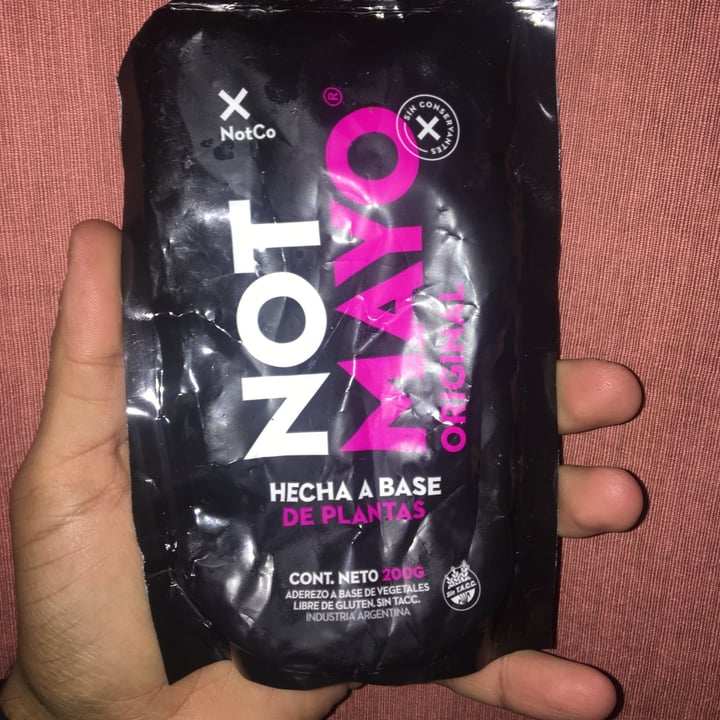 NotCo
SIN CONSERVANTES
NOT
MAYO®
ORIGINAL
HECHA A BASE
DE PLANTAS
CONT. NETO 200G
ADEREZO A BASE DE VEGETALES
LIBRE DE GLUTEN. SIN TACC.
INDUSTRIA ARGENTINA
Sin T.A.C.C.